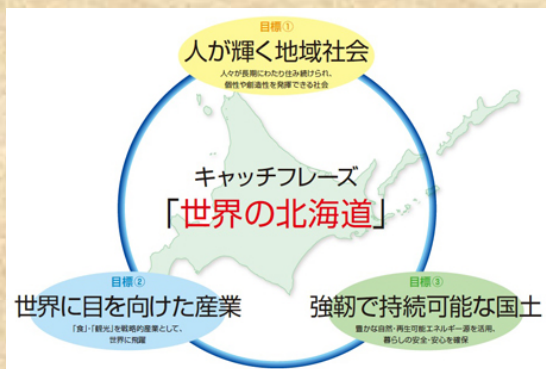 目標①
人が輝く地域社会
人々が長期にわたり住み続けられ、
個性や創造性を発揮できる社会
キャッチフレーズ
「世界の北海道」
目標②
世界に目を向けた産業
「食」・「観光」を戦略的産業として、
世界に飛躍
目標③
強靭で持続可能な国土
豊かな自然・再生可能エネルギー源を活用、
暮らしの安全・安心を確保